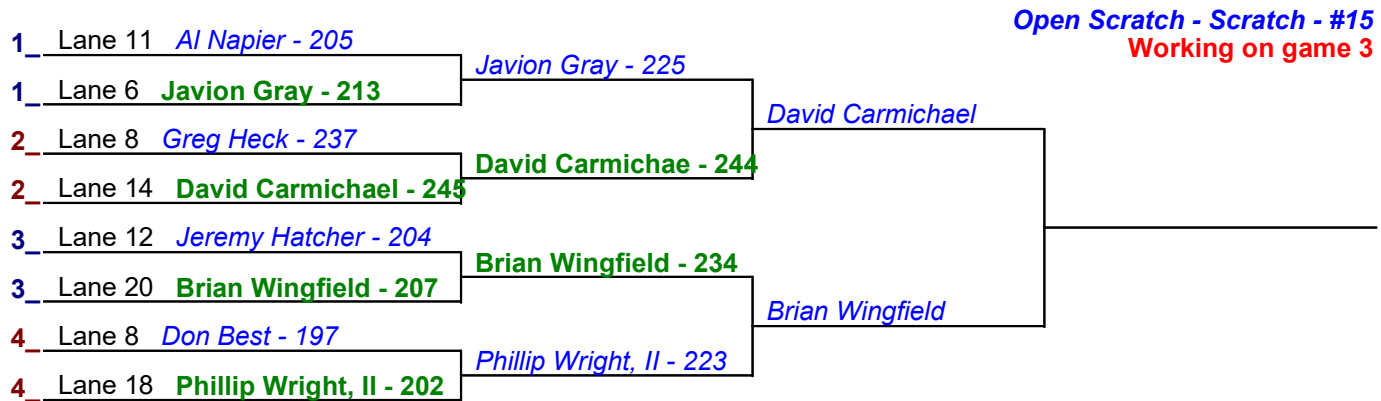 Open Scratch - Scratch - #15
Working on game 3
1_ Lane 11 Al Napier - 205
Javion Gray - 225
1_ Lane 6 Javion Gray - 213
David Carmichael
2_ Lane 8 Greg Heck - 237
David Carmichae - 244
2_ Lane 14 David Carmichael - 245
3_ Lane 12 Jeremy Hatcher - 204
Brian Wingfield - 234
3_ Lane 20 Brian Wingfield - 207
Brian Wingfield
4_ Lane 8 Don Best - 197
Phillip Wright, II - 223
4_ Lane 18 Phillip Wright, II - 202